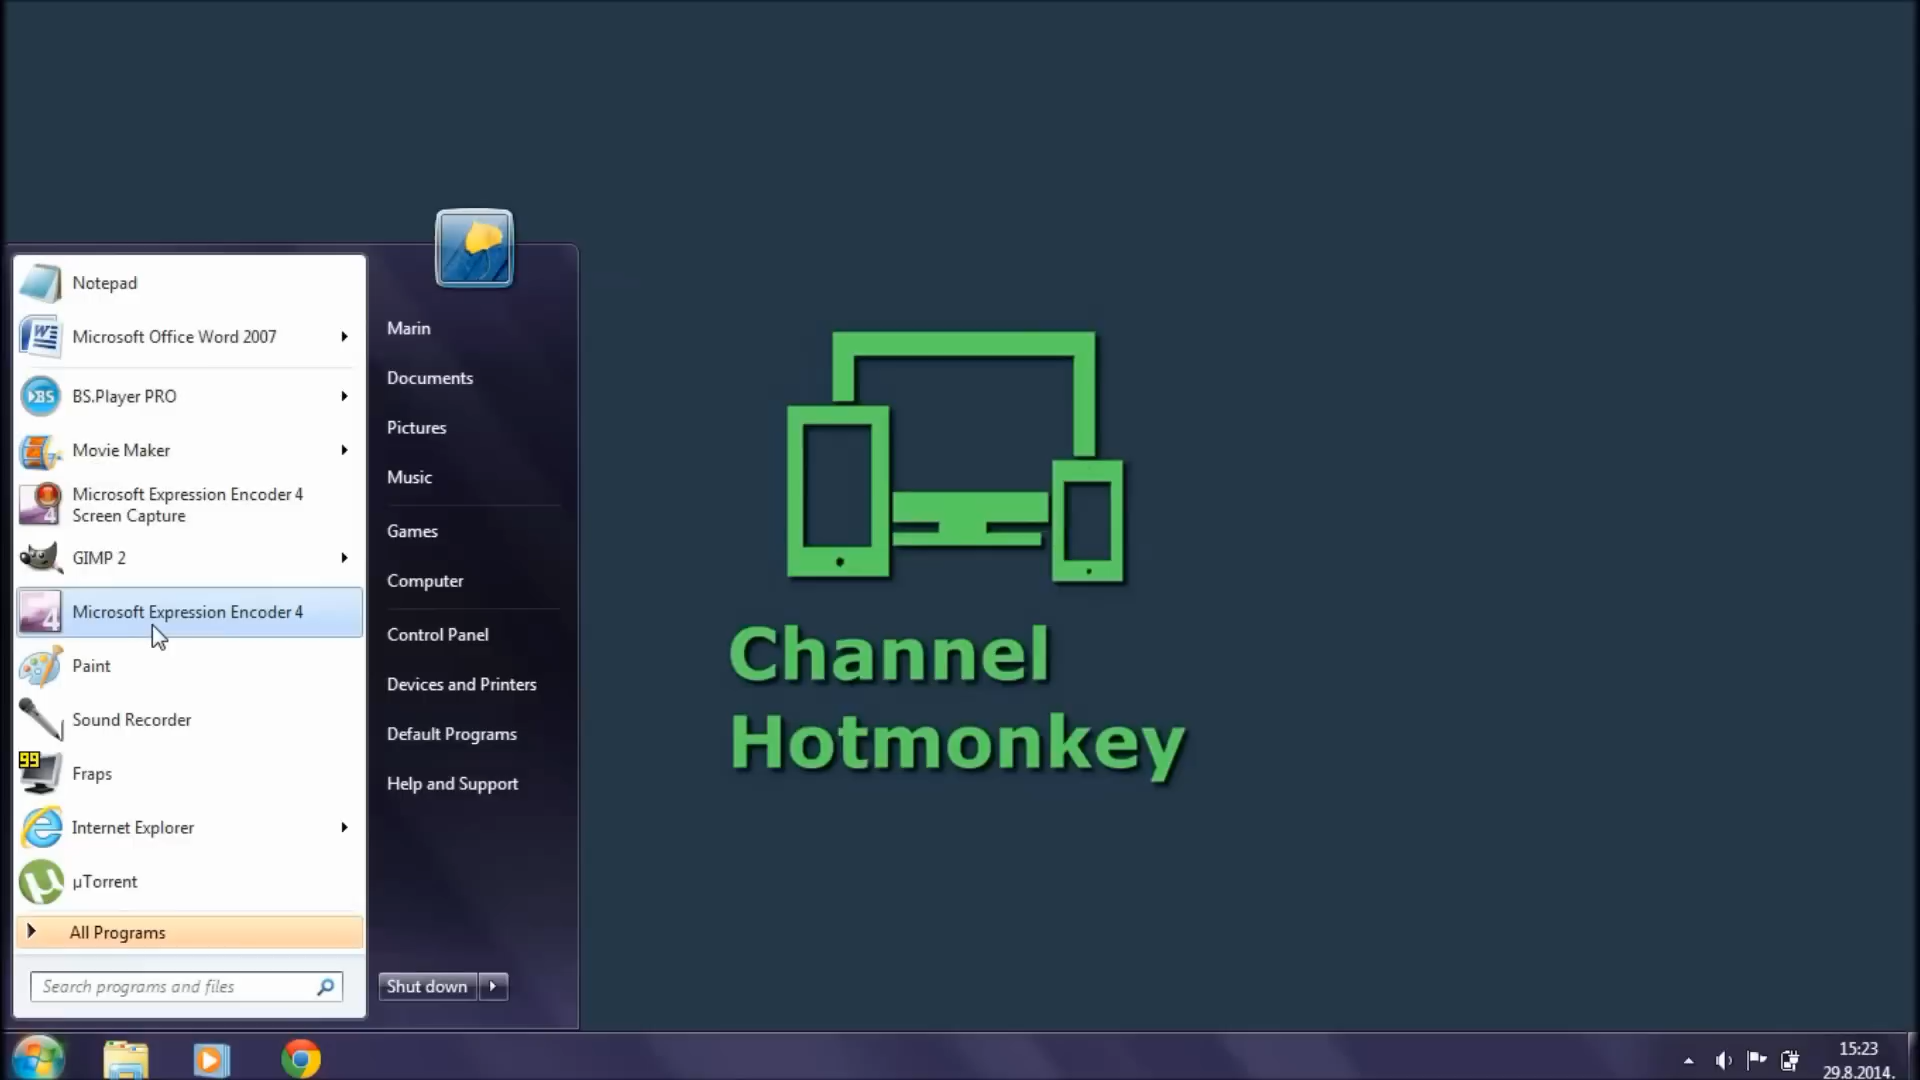 Notepad
Microsoft Office Word 2007
BS.Player PRO
Movie Maker
Microsoft Expression Encoder 4
Screen Capture
GIMP 2
Microsoft Expression Encoder 4
Paint
Sound Recorder
99
Fraps
Internet Explorer
µTorrent
All Programs
Search programs and files
Marin
Documents
Pictures
Music
Games
Computer
Control Panel
Devices and Printers
Default Programs
Help and Support
Shut down
Channel
Hotmonkey
15:23
29.8.2014.